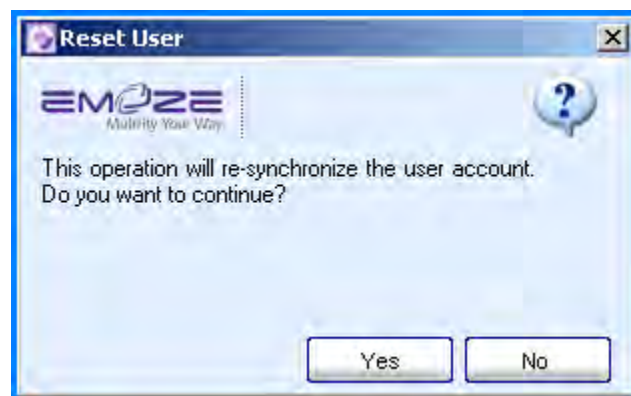 Reset User
EMOZE
Mobility Your Way
This operation will re-synchronize the user account.
Do you want to continue?
Yes
No